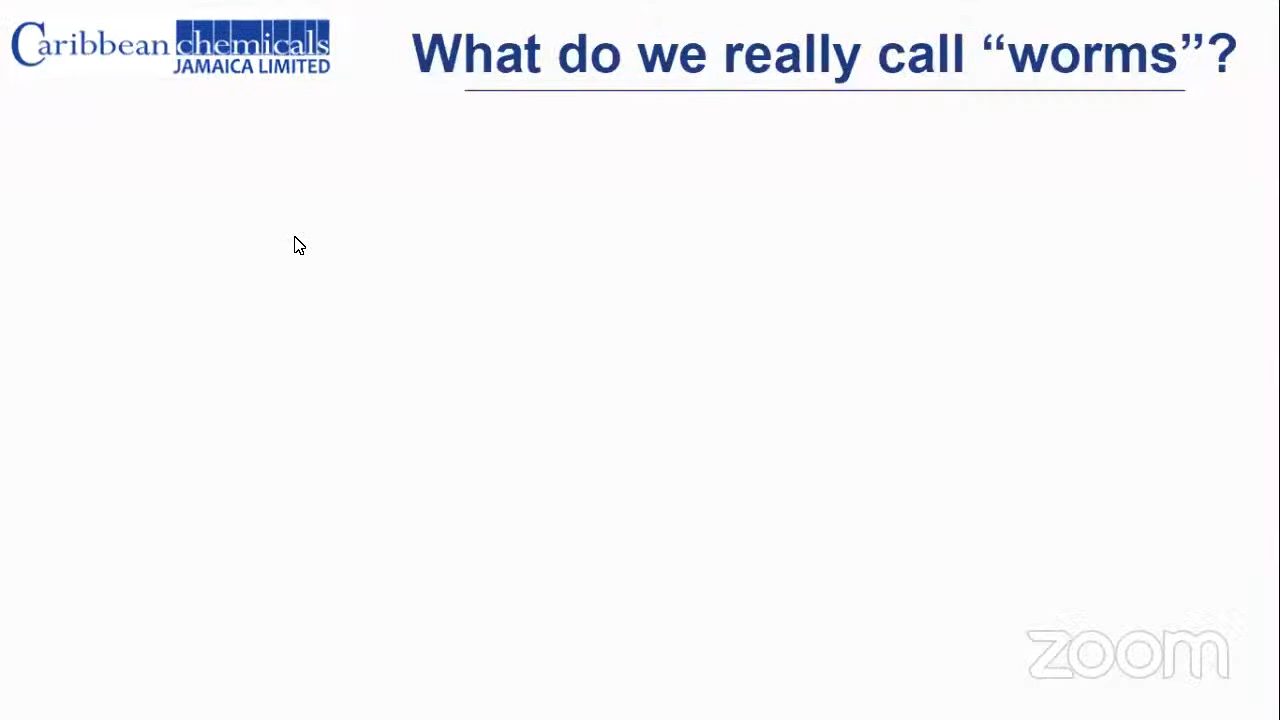 Caribbean chemicals
JAMAICA LIMITED
What do we really call “worms”?
zoom